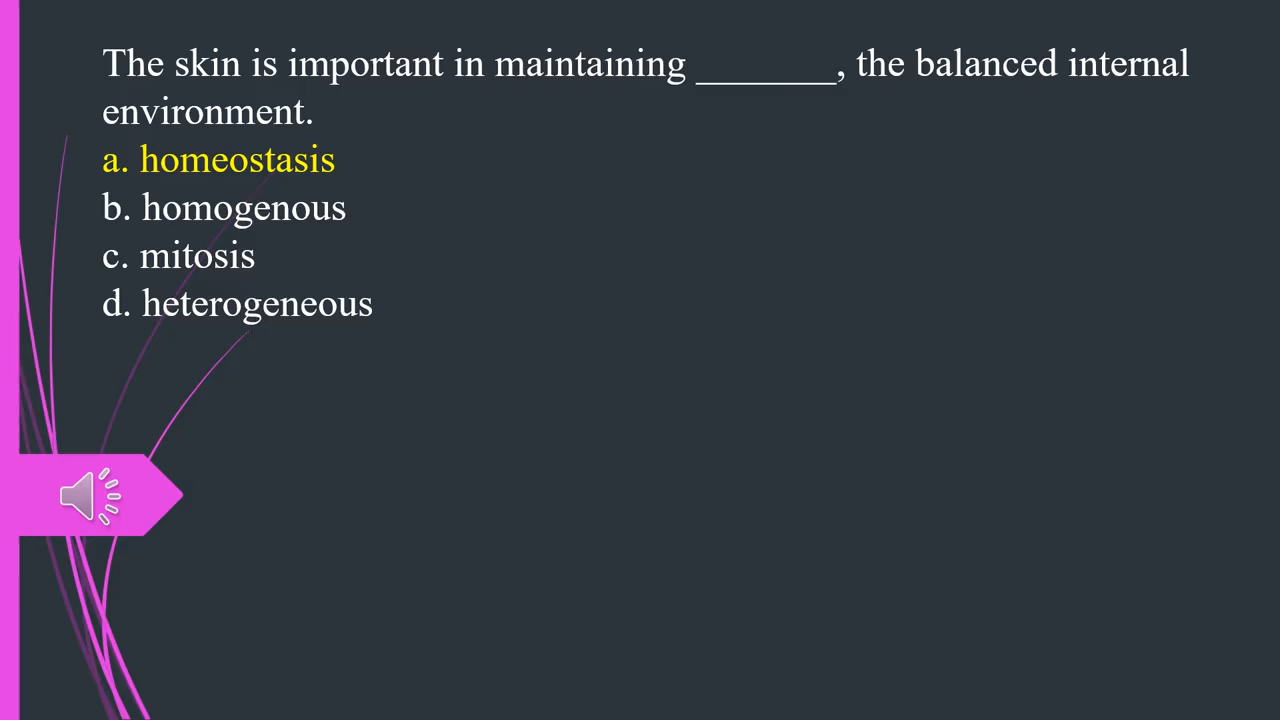 The skin is important in maintaining _______, the balanced internal
environment.
a. homeostasis
b. homogenous
c. mitosis
d. heterogeneous